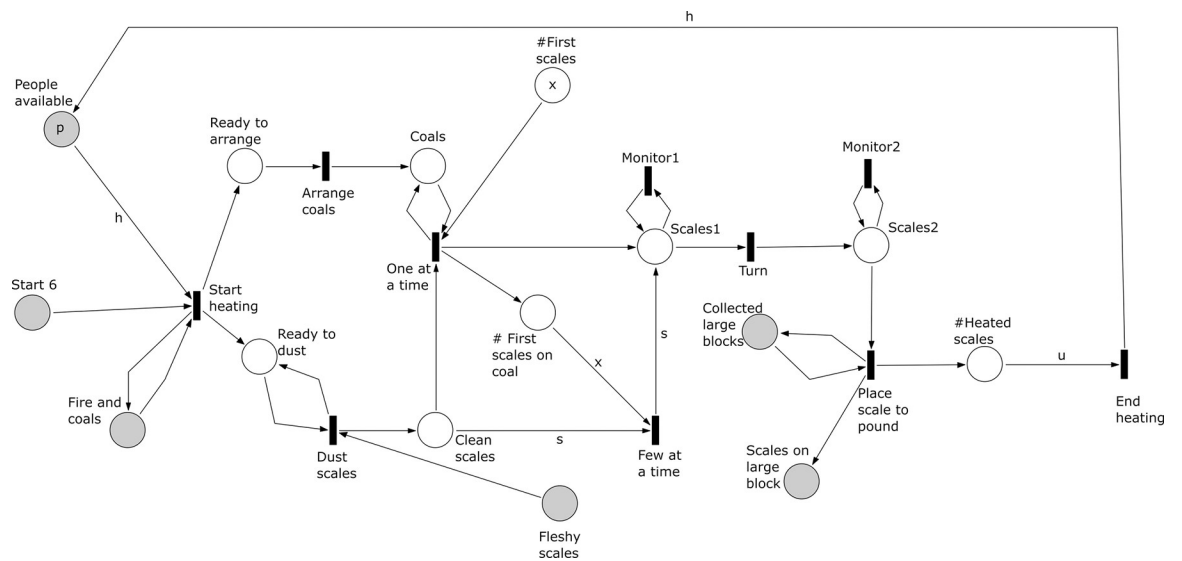 h
#First
scales
x
People
available
p
Ready to
arrange
Coals
Monitor1
Monitor2
Arrange
coals
h
Scales1
Scales2
One at
a time
Turn
Start 6
Start
heating
Ready to
dust
# First
scales on
coal
x
s
Collected
large
blocks
#Heated
scales
u
Place
scale to
pound
End
heating
Fire and
coals
Dust
scales
Clean
scales
s
Few at
a time
Scales on
large
block
Fleshy
scales